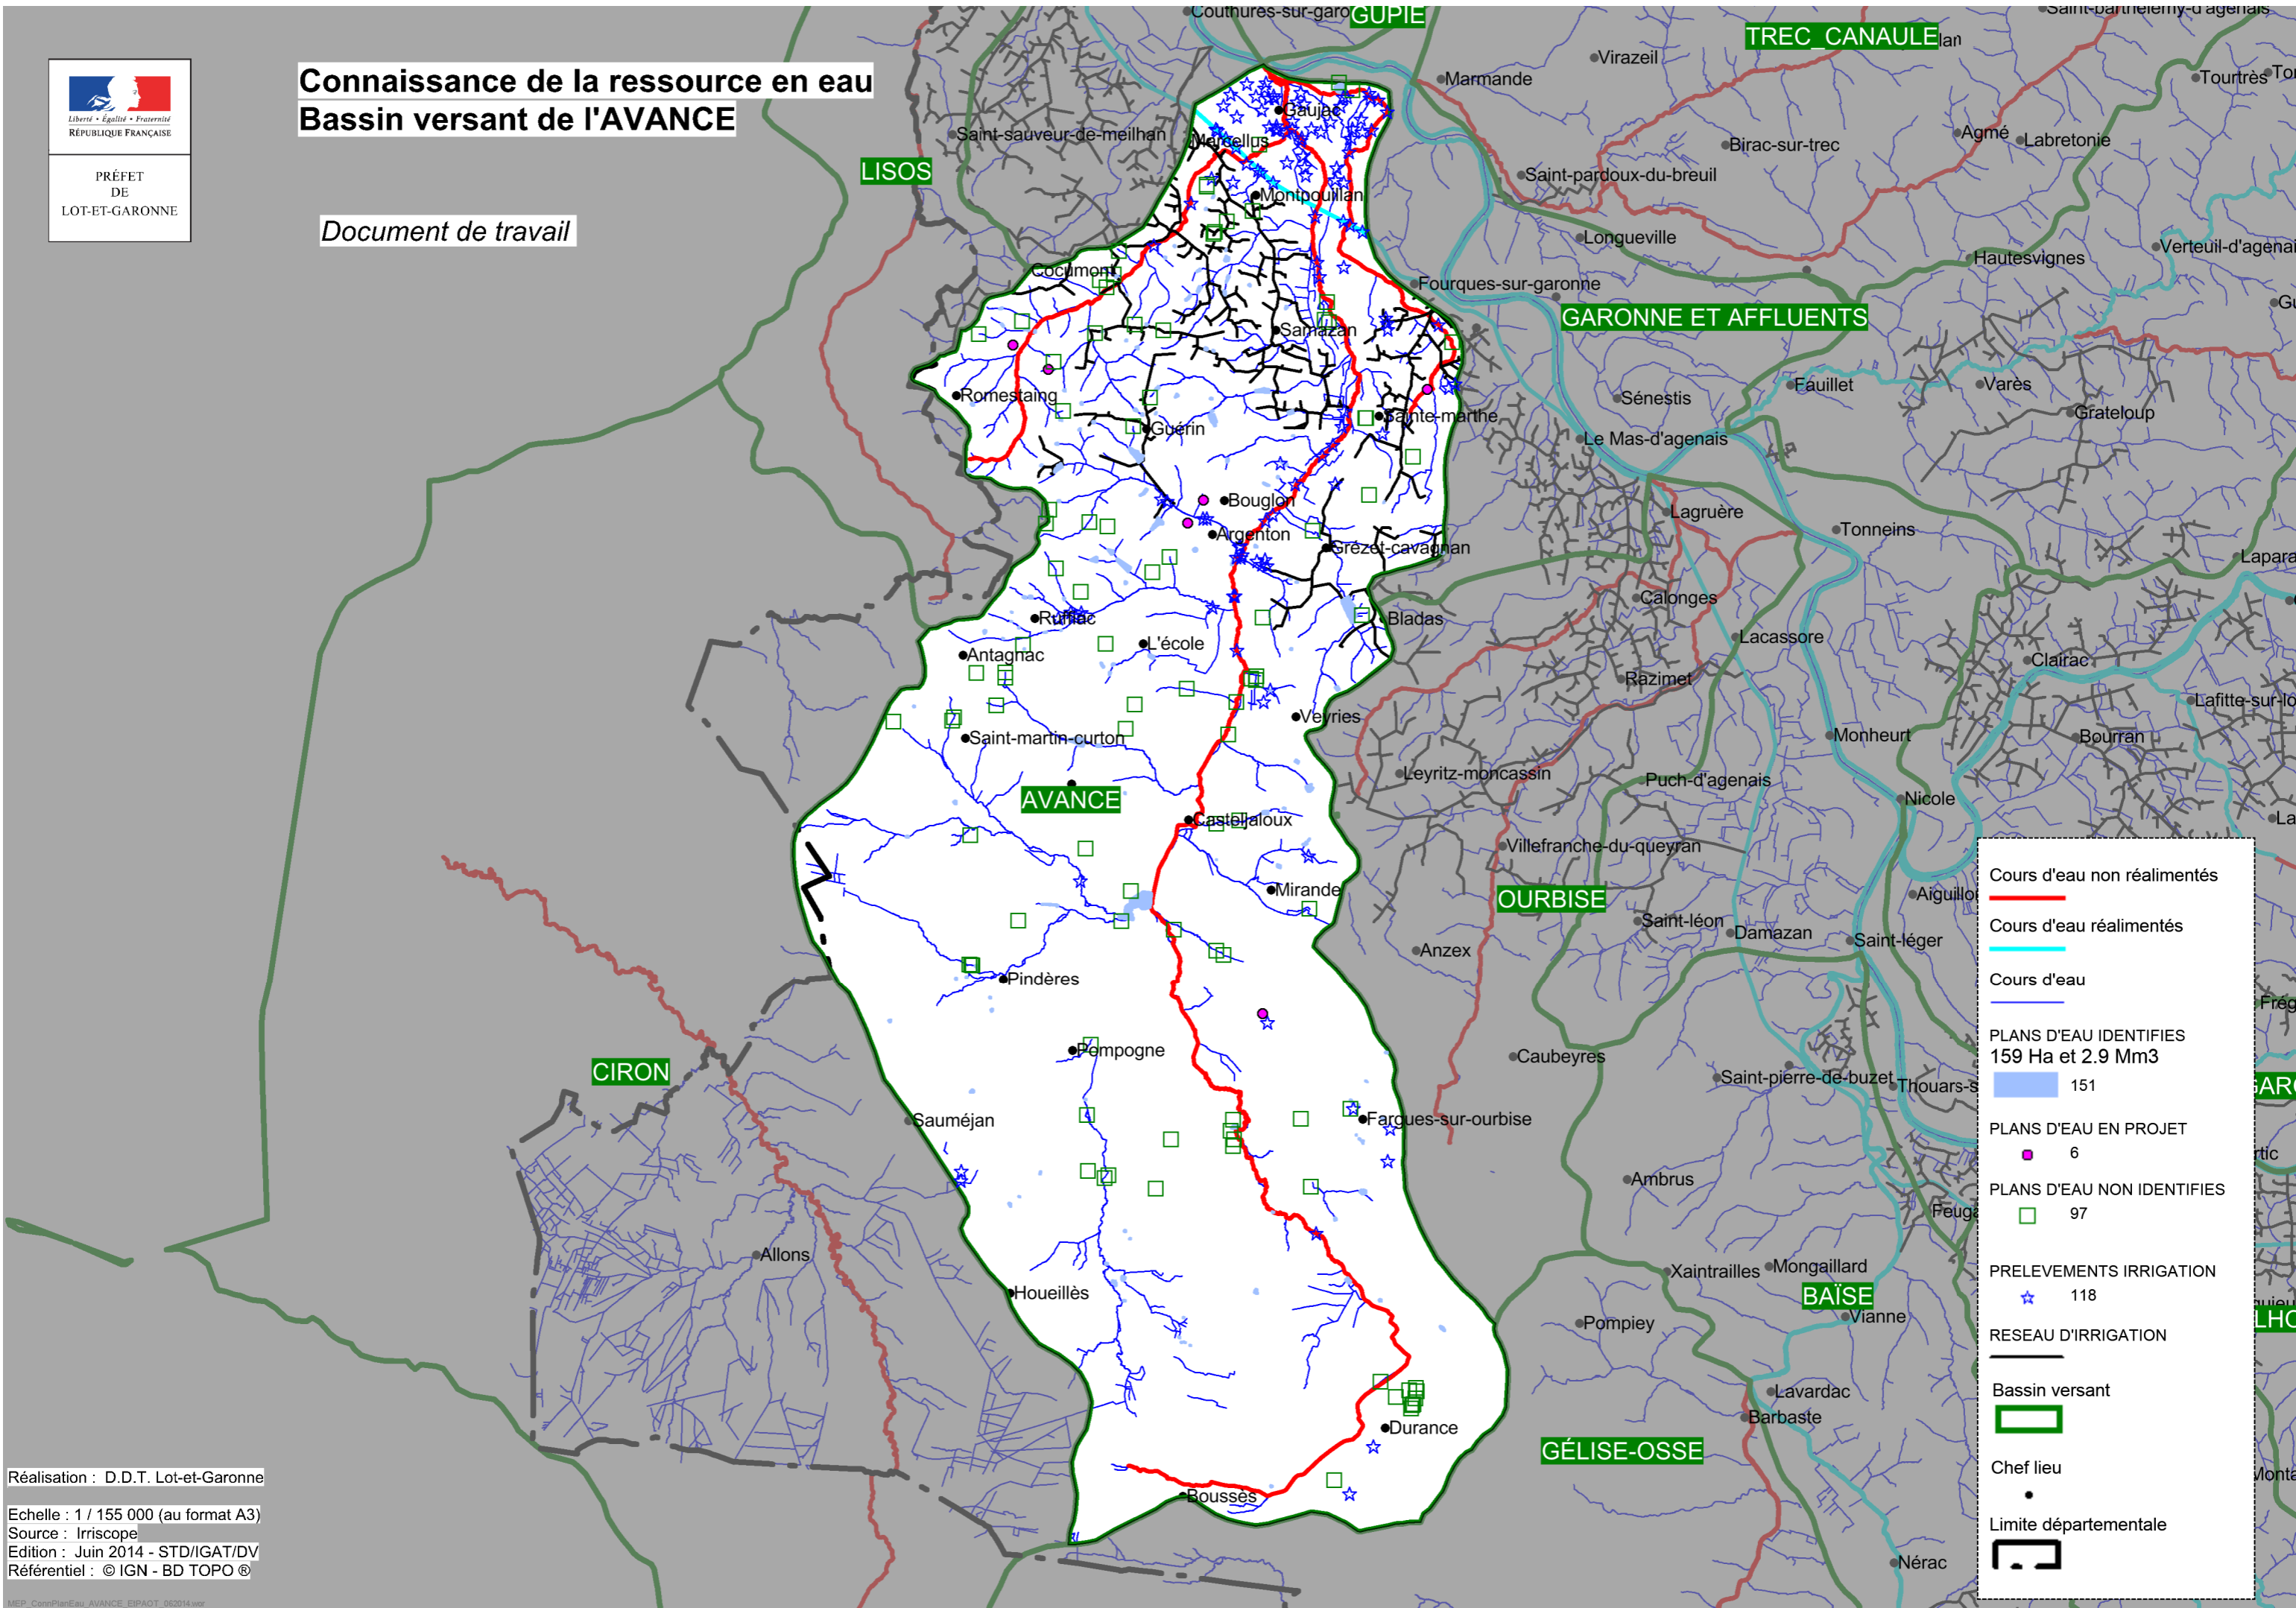 Liberté • Égalité • Fraternité
RÉPUBLIQUE FRANÇAISE
PRÉFET
DE
LOT-ET-GARONNE
Connaissance de la ressource en eau
Bassin versant de l'AVANCE
Document de travail
GUPIE
TREC_CANAULE
Virazeil
Marmande
Tourtrès
Gaujac
Saint-sauveur-de-meilhan
Marcellus
Agmé
Labretonie
Birac-sur-trec
LISOS
Saint-pardoux-du-breuil
Montpouillan
Longueville
Hautesvignes
Cocumont
Fourques-sur-garonne
GARONNE ET AFFLUENTS
Samazan
Romestaing
Sénestis
Fauillet
Varès
Grateloup
Sainte-marthe
Guérin
Le Mas-d'agenais
Bouglon
Lagruère
Tonneins
Argenton
Grézet-cavagnan
Calonges
Ruffiac
Bladas
Lacassore
L'école
Antagnac
Clairac
Razimet
Veyries
Saint-martin-curton
Monheurt
Bourran
Leyritz-moncassin
Puch-d'agenais
AVANCE
Nicole
Casteljaloux
Villefranche-du-queyran
Mirande
OURBISE
Saint-léon
Damazan
Saint-léger
Anzex
Pindères
Pompogne
Caubeyres
CIRON
Saint-pierre-de-buzet
Sauméjan
Fargues-sur-ourbise
Ambrus
Allons
Xaintrailles
Mongaillard
Houeillès
BAÏSE
Vianne
Pompiey
Lavardac
Barbaste
Durance
GÉLISE-OSSE
Boussès
Nérac
Cours d'eau non réalimentés
Cours d'eau réalimentés
Cours d'eau
PLANS D'EAU IDENTIFIES
159 Ha et 2.9 Mm3
151
PLANS D'EAU EN PROJET
6
PLANS D'EAU NON IDENTIFIES
97
PRELEVEMENTS IRRIGATION
118
RESEAU D'IRRIGATION
Bassin versant
Chef lieu
Limite départementale
Réalisation : D.D.T. Lot-et-Garonne
Echelle : 1 / 155 000 (au format A3)
Source : Irriscope
Edition : Juin 2014 - STD/IGAT/DV
Référentiel : © IGN - BD TOPO ®